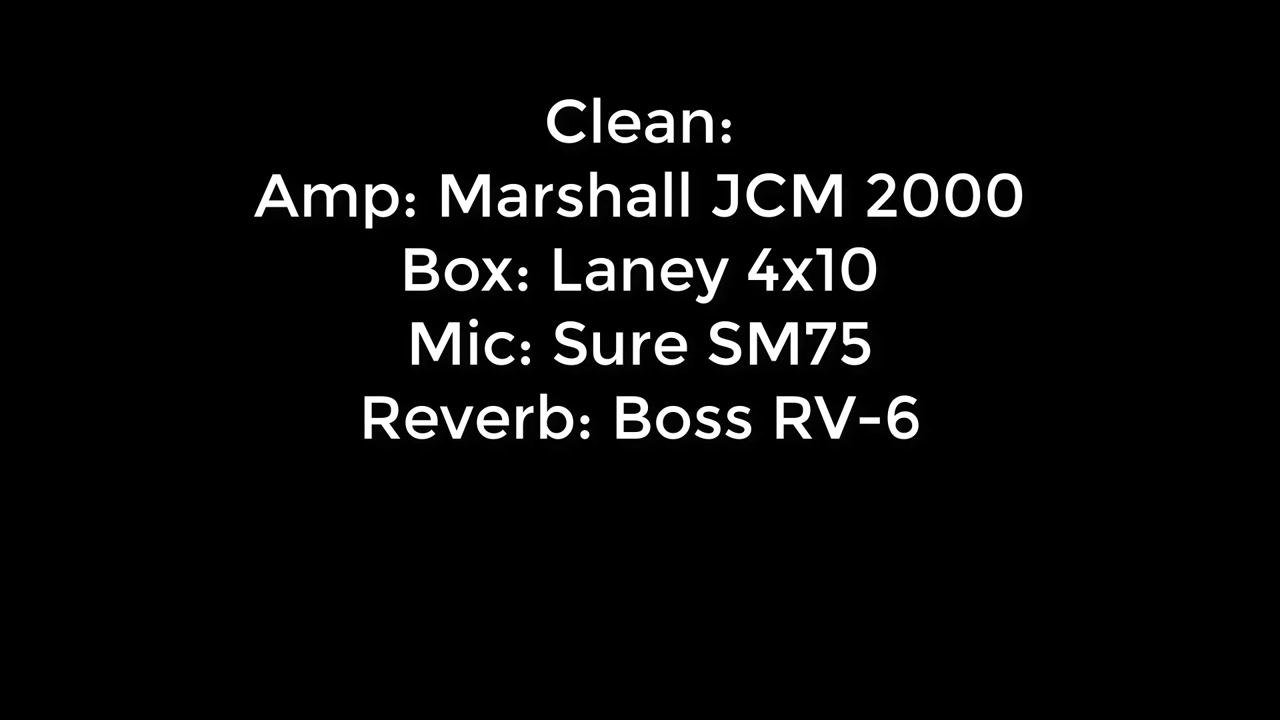 Clean:
Amp: Marshall JCM 2000
Box: Laney 4x10
Mic: Sure SM75
Reverb: Boss RV-6